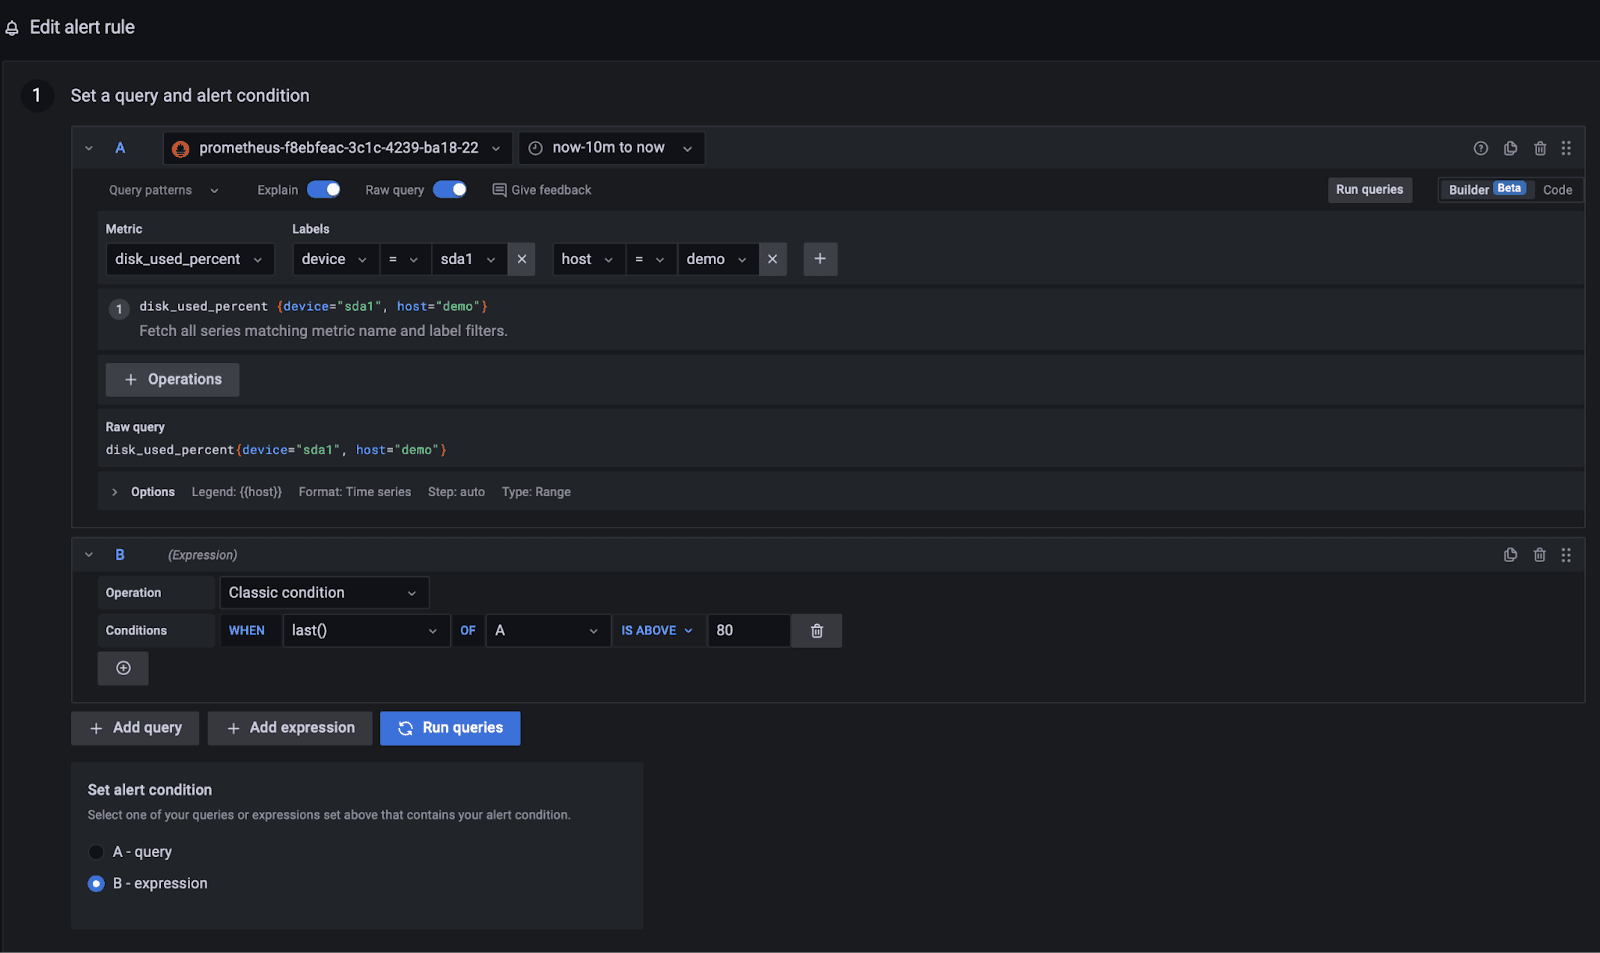 Edit alert rule
1 Set a query and alert condition
A prometheus-f8ebfeac-3c1c-4239-ba18-22 now-10m to now
Query patterns Explain Raw query Give feedback Run queries Builder Beta Code
Metric Labels
disk_used_percent device = sda1 host = demo
1 disk_used_percent {device="sda1", host="demo"}
Fetch all series matching metric name and label filters.
+ Operations
Raw query
disk_used_percent{device="sda1", host="demo"}
Options Legend: {{host}} Format: Time series Step: auto Type: Range
B (Expression)
Operation Classic condition
Conditions WHEN last() OF A IS ABOVE 80
+ Add query + Add expression Run queries
Set alert condition
Select one of your queries or expressions set above that contains your alert condition.
A - query
B - expression